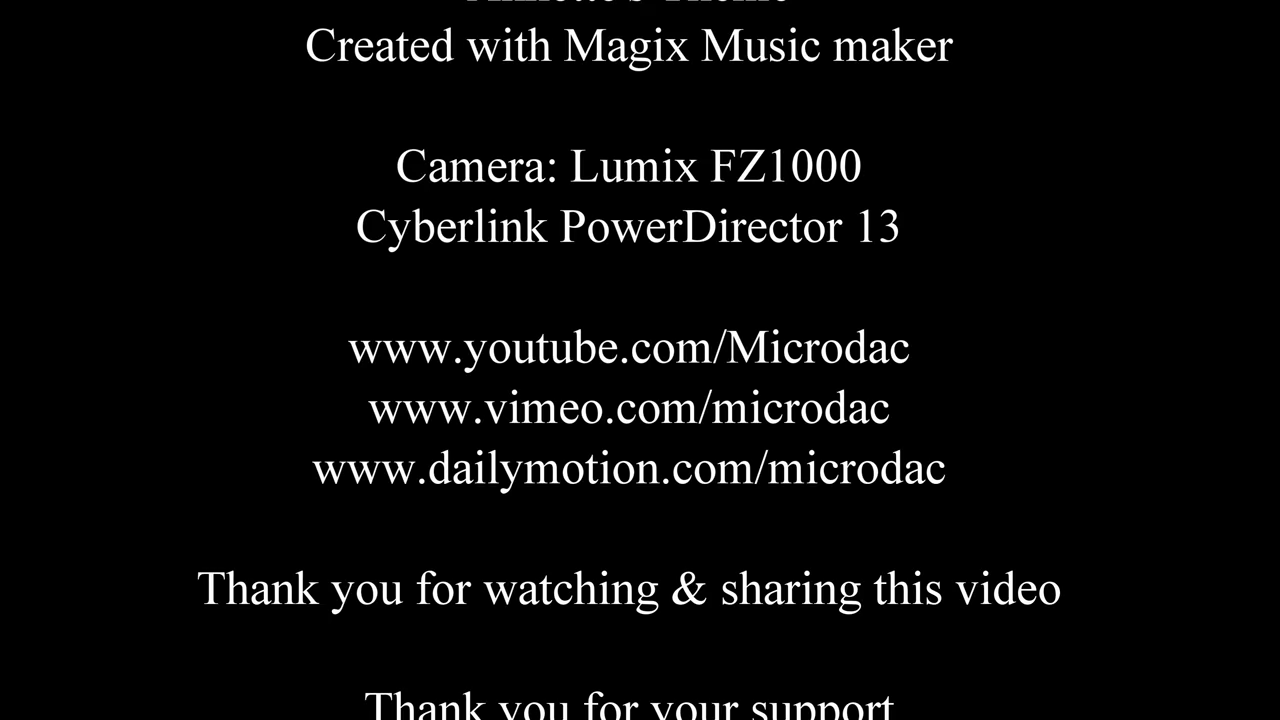 Theme
Created with Magix Music maker
Camera: Lumix FZ1000
Cyberlink PowerDirector 13
www.youtube.com/Microdac
www.vimeo.com/microdac
www.dailymotion.com/microdac
Thank you for watching & sharing this video
Thank you for your support